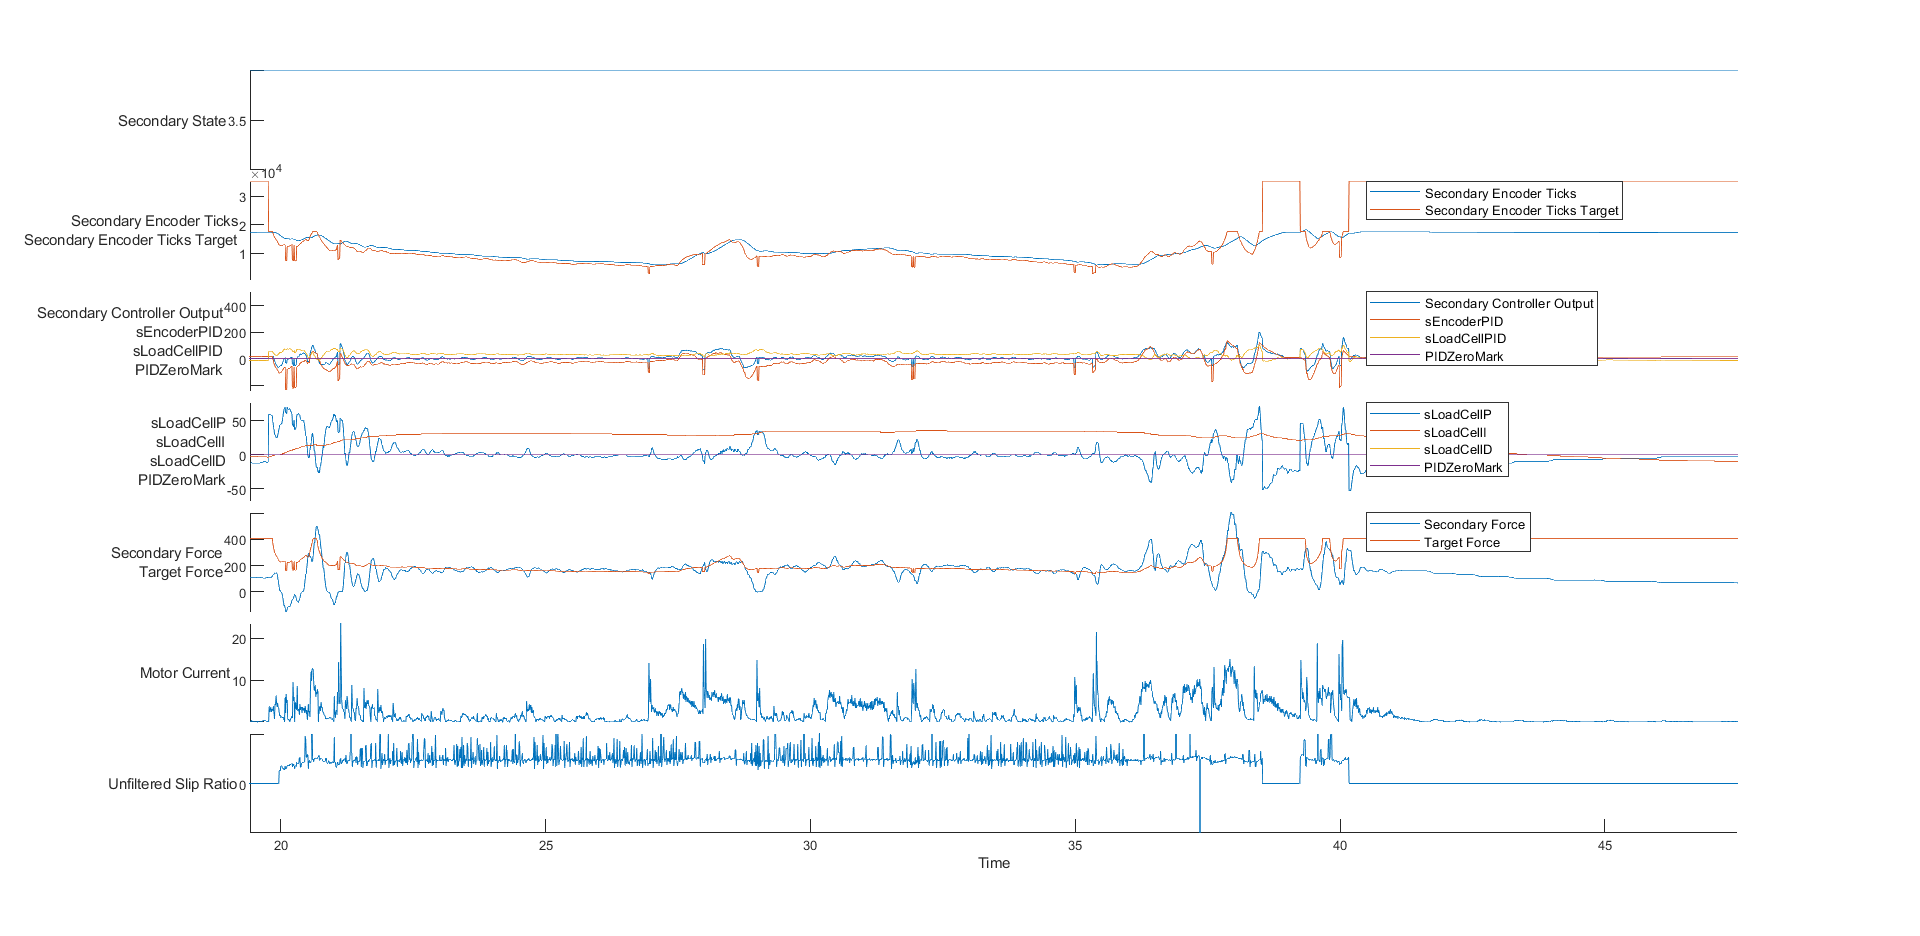 Secondary State
3.5
×10^4
Secondary Encoder Ticks
Secondary Encoder Ticks Target
3
2
1
Secondary Encoder Ticks
Secondary Encoder Ticks Target
Secondary Controller Output
sEncoderPID
sLoadCellPID
PIDZeroMark
400
200
0
Secondary Controller Output
sEncoderPID
sLoadCellPID
PIDZeroMark
sLoadCellP
sLoadCellI
sLoadCellD
PIDZeroMark
50
0
-50
sLoadCellP
sLoadCellI
sLoadCellD
PIDZeroMark
Secondary Force
Target Force
400
200
0
Secondary Force
Target Force
Motor Current
20
10
Unfiltered Slip Ratio
0
20 25 30 35 40 45
Time